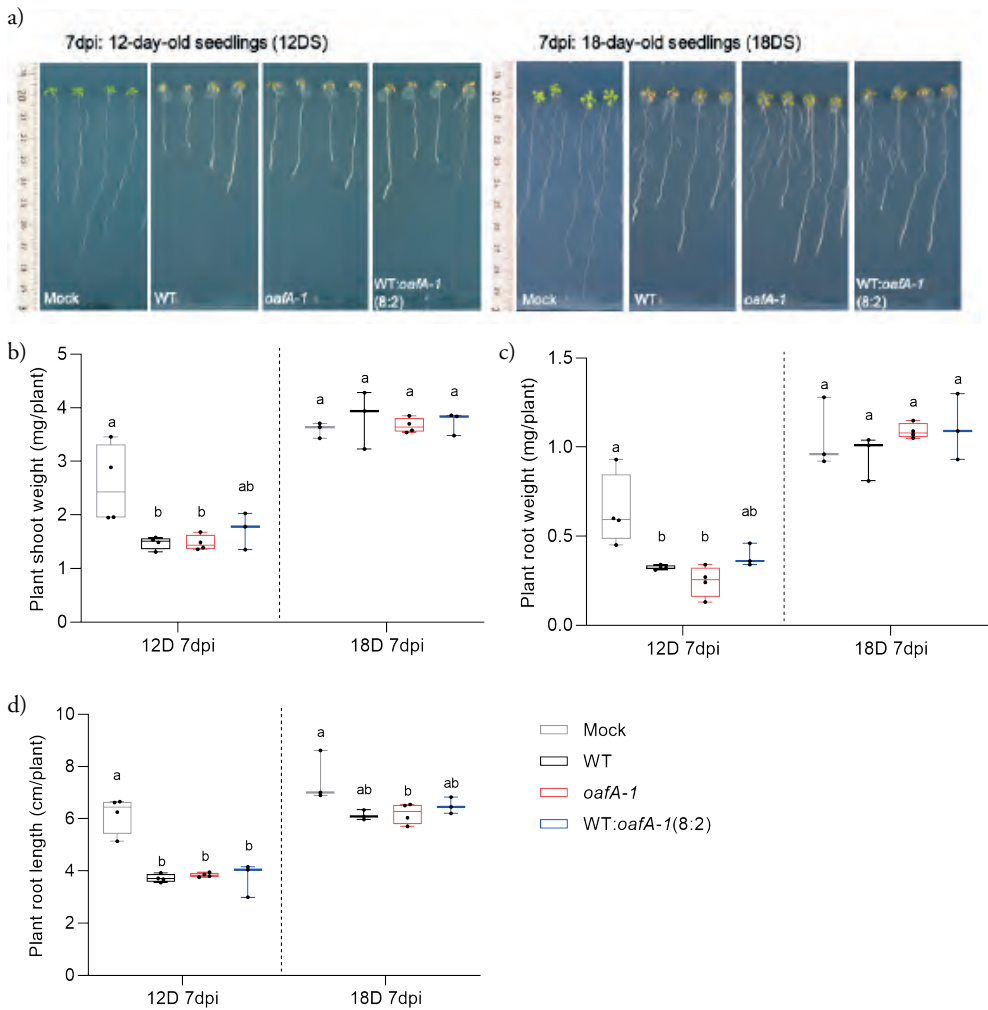 a)
7dpi: 12-day-old seedlings (12DS)
7dpi: 18-day-old seedlings (18DS)
Mock
WT
oafA-1
WT:oafA-1
(8:2)
Mock
WT
oafA-1
WT:oafA-1
(8:2)
b)
Plant shoot weight (mg/plant)
5
4
3
2
1
0
a
b
b
ab
a
a
a
a
12D 7dpi
18D 7dpi
c)
Plant root weight (mg/plant)
1.5
1.0
0.5
0.0
a
b
b
ab
a
a
a
a
12D 7dpi
18D 7dpi
d)
Plant root length (cm/plant)
10
8
6
4
2
0
a
b
b
b
a
ab
b
ab
12D 7dpi
18D 7dpi
Mock
WT
oafA-1
WT:oafA-1(8:2)